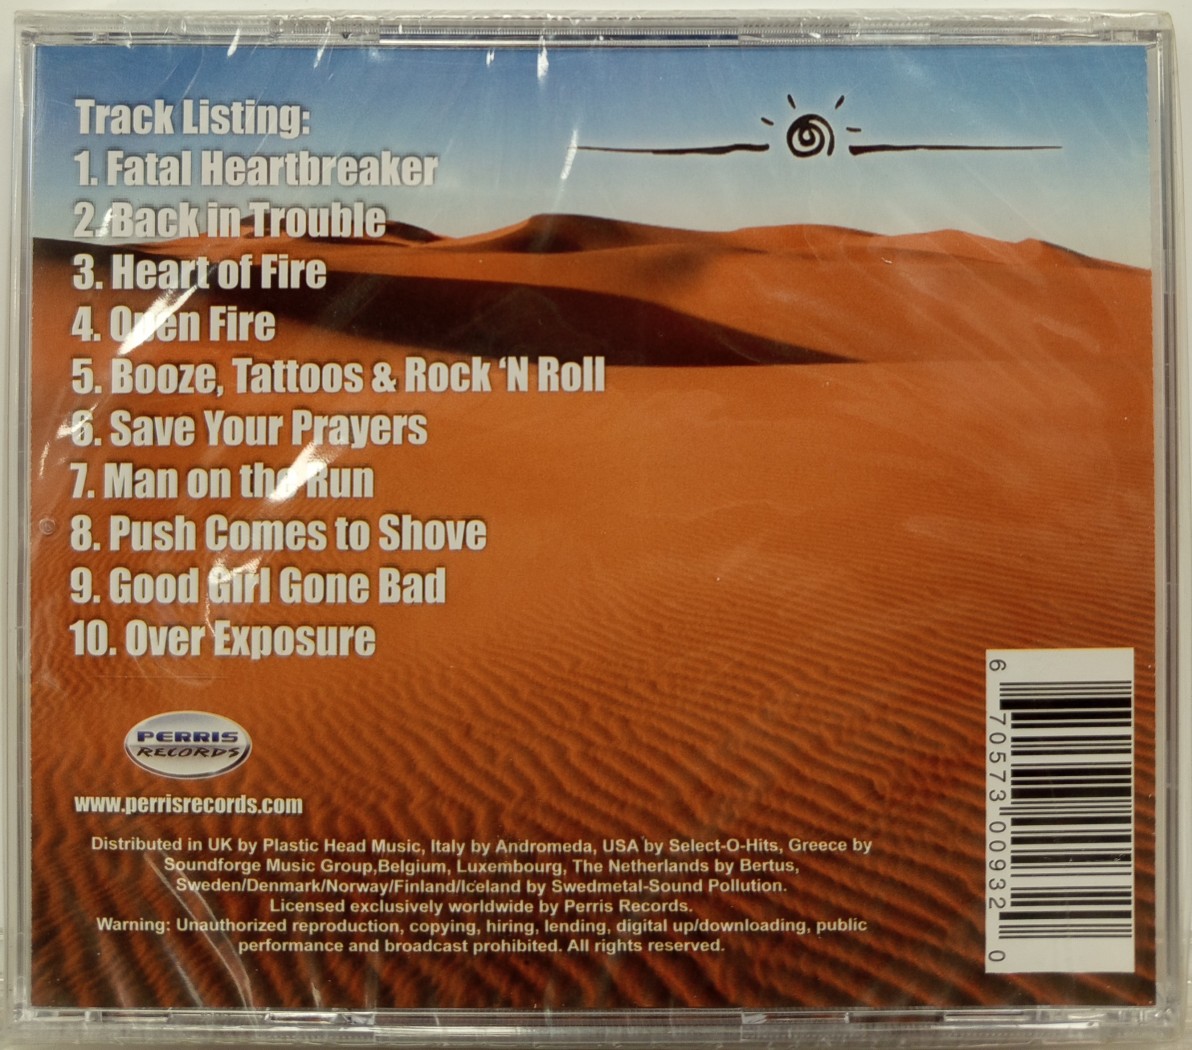 Track Listing:
1. Fatal Heartbreaker
2. Back in Trouble
3. Heart of Fire
4. Open Fire
5. Booze, Tattoos & Rock ‘N Roll
6. Save Your Prayers
7. Man on the Run
8. Push Comes to Shove
9. Good Girl Gone Bad
10. Over Exposure
PERRIS
RECORDS
www.perrisrecords.com
Distributed in UK by Plastic Head Music, Italy by Andromeda, USA by Select-O-Hits, Greece by
Soundforge Music Group,Belgium, Luxembourg, The Netherlands by Bertus,
Sweden/Denmark/Norway/Finland/Iceland by Swedmetal-Sound Pollution.
Licensed exclusively worldwide by Perris Records.
Warning: Unauthorized reproduction, copying, hiring, lending, digital up/downloading, public
performance and broadcast prohibited. All rights reserved.
6 70573 00932 0